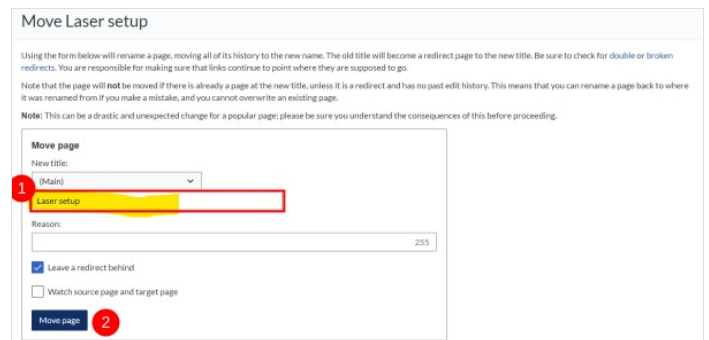 Move Laser setup
Using the form below will rename a page, moving all of its history to the new name. The old title will become a redirect page to the new title. Be sure to check for double or broken
redirects. You are responsible for making sure that links continue to point where they are supposed to go.
Note that the page will not be moved if there is already a page at the new title, unless it is a redirect and has no past edit history. This means that you can rename a page back to where
it was renamed from if you make a mistake, and you cannot overwrite an existing page.
Note: This can be a drastic and unexpected change for a popular page; please be sure you understand the consequences of this before proceeding.
Move page
New title:
(Main)
1
Laser setup
Reason:
255
Leave a redirect behind
Watch source page and target page
Move page 2